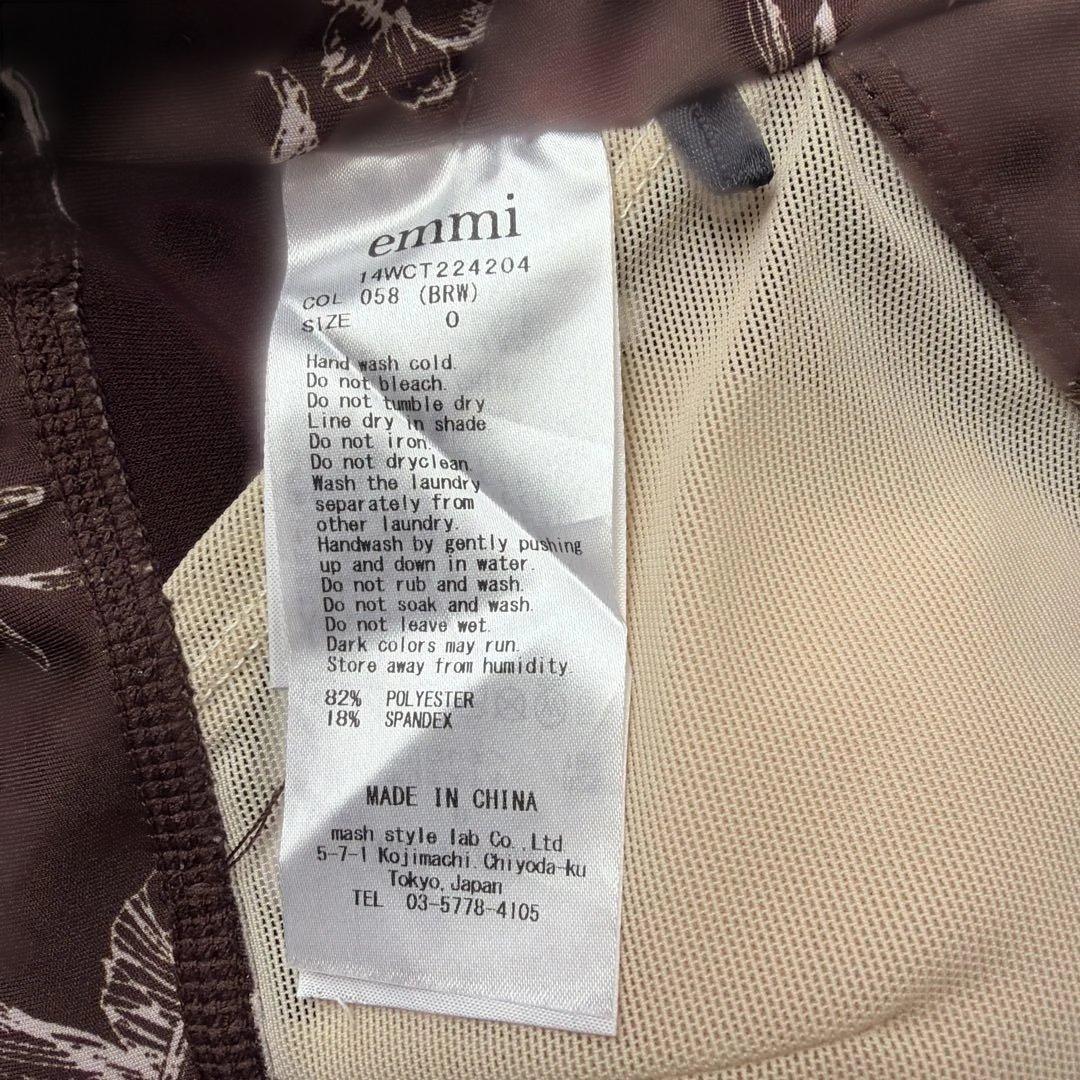 emmi
14WCT224204
COL 058 (BRW)
SIZE 0
Hand wash cold.
Do not bleach.
Do not tumble dry
Line dry in shade
Do not iron.
Do not dryclean.
Wash the laundry
separately from
other laundry.
Handwash by gently pushing
up and down in water.
Do not rub and wash.
Do not soak and wash.
Do not leave wet.
Dark colors may run.
Store away from humidity
82% POLYESTER
18% SPANDEX
MADE IN CHINA
mash style lab Co.,Ltd
5-7-1 Kojimachi.Chiyoda-ku
Tokyo,Japan
TEL 03-5778-4105